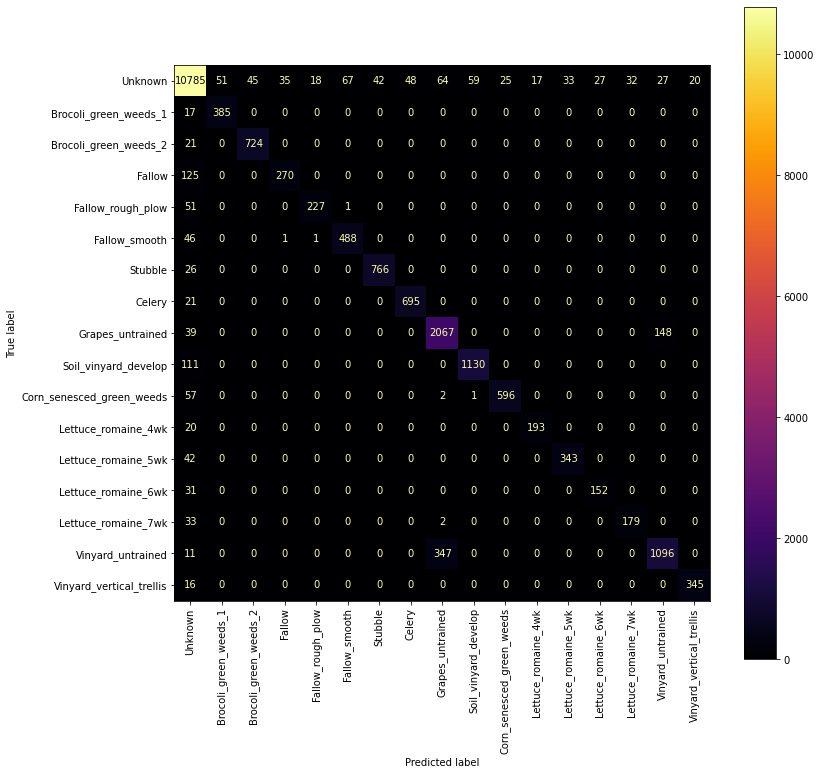 Unknown 10785 51 45 35 18 67 42 48 64 59 25 17 33 27 32 27 20
Brocoli_green_weeds_1 17 385 0 0 0 0 0 0 0 0 0 0 0 0 0 0 0
Brocoli_green_weeds_2 21 0 724 0 0 0 0 0 0 0 0 0 0 0 0 0 0
Fallow 125 0 0 270 0 0 0 0 0 0 0 0 0 0 0 0 0
Fallow_rough_plow 51 0 0 0 227 1 0 0 0 0 0 0 0 0 0 0 0
Fallow_smooth 46 0 0 1 1 488 0 0 0 0 0 0 0 0 0 0 0
Stubble 26 0 0 0 0 0 766 0 0 0 0 0 0 0 0 0 0
Celery 21 0 0 0 0 0 0 695 0 0 0 0 0 0 0 0 0
Grapes_untrained 39 0 0 0 0 0 0 0 2067 0 0 0 0 0 0 148 0
Soil_vinyard_develop 111 0 0 0 0 0 0 0 0 1130 0 0 0 0 0 0 0
Corn_senesced_green_weeds 57 0 0 0 0 0 0 0 2 1 596 0 0 0 0 0 0
Lettuce_romaine_4wk 20 0 0 0 0 0 0 0 0 0 0 193 0 0 0 0 0
Lettuce_romaine_5wk 42 0 0 0 0 0 0 0 0 0 0 0 343 0 0 0 0
Lettuce_romaine_6wk 31 0 0 0 0 0 0 0 0 0 0 0 0 152 0 0 0
Lettuce_romaine_7wk 33 0 0 0 0 0 0 0 2 0 0 0 0 0 179 0 0
Vinyard_untrained 11 0 0 0 0 0 0 0 347 0 0 0 0 0 0 1096 0
Vinyard_vertical_trellis 16 0 0 0 0 0 0 0 0 0 0 0 0 0 0 0 345
True label
Unknown
Brocoli_green_weeds_1
Brocoli_green_weeds_2
Fallow
Fallow_rough_plow
Fallow_smooth
Stubble
Celery
Grapes_untrained
Soil_vinyard_develop
Corn_senesced_green_weeds
Lettuce_romaine_4wk
Lettuce_romaine_5wk
Lettuce_romaine_6wk
Lettuce_romaine_7wk
Vinyard_untrained
Vinyard_vertical_trellis
Predicted label
10000
8000
6000
4000
2000
0